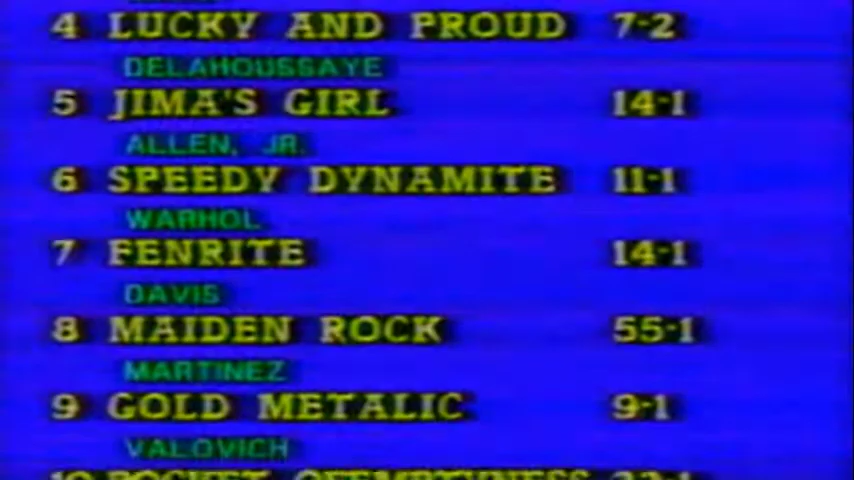 4 LUCKY AND PROUD 7-2
DELAHOUSSAYE
5 JIMA'S GIRL 14-1
ALLEN, JR.
6 SPEEDY DYNAMITE 11-1
WARHOL
7 FENRITE 14-1
DAVIS
8 MAIDEN ROCK 55-1
MARTINEZ
9 GOLD METALIC 9-1
VALOVICH
10